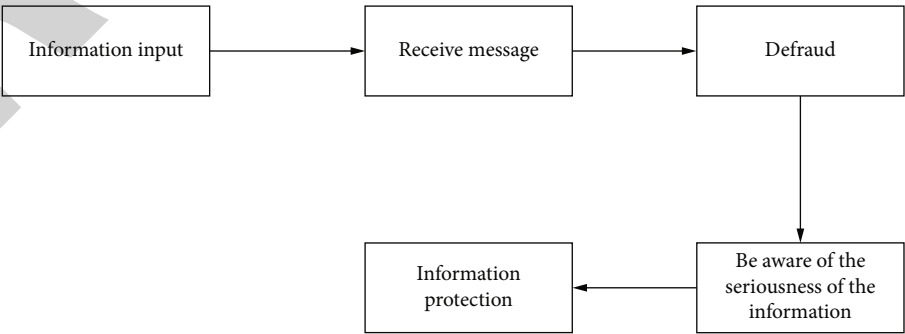 Information input
Receive message
Defraud
Be aware of the
seriousness of the
information
Information
protection